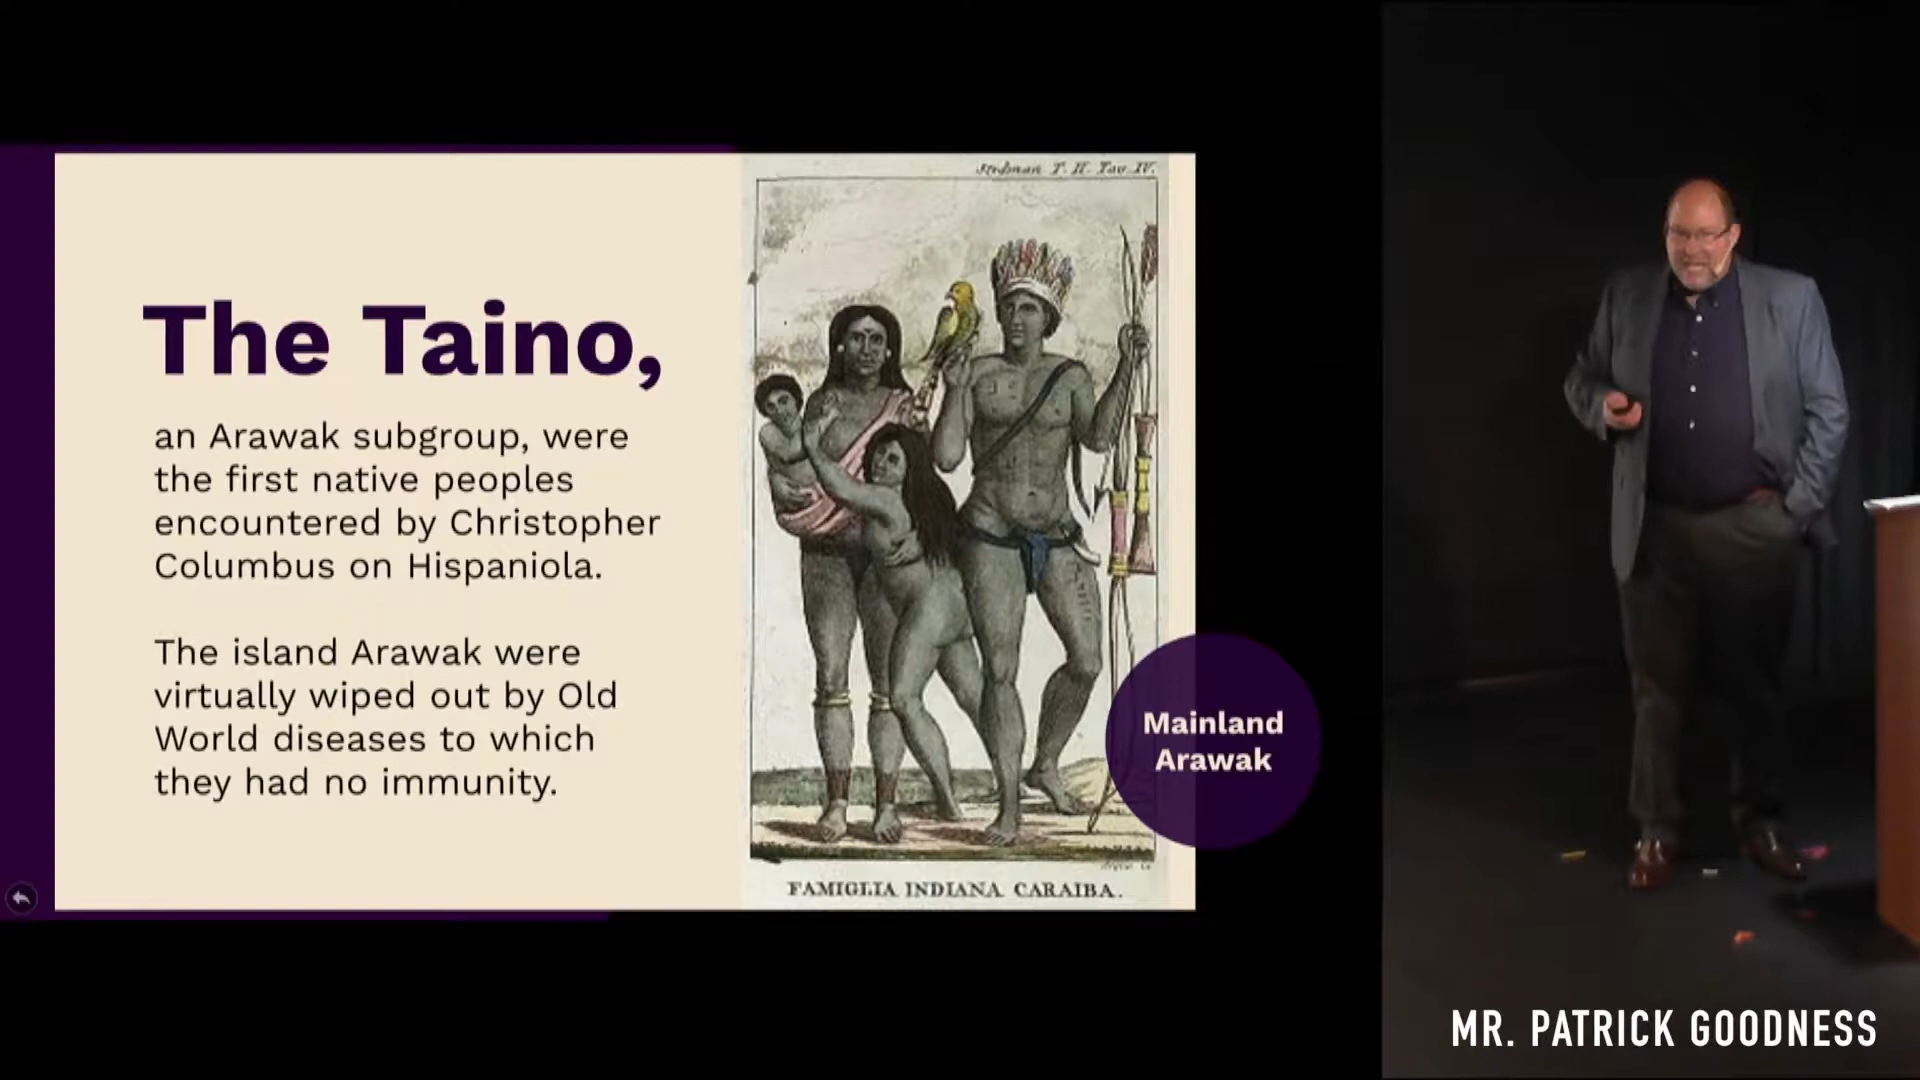 Stedman T. II. Tav. IV.
The Taino,
an Arawak subgroup, were
the first native peoples
encountered by Christopher
Columbus on Hispaniola.
The island Arawak were
virtually wiped out by Old
World diseases to which
they had no immunity.
Mainland
Arawak
FAMIGLIA INDIANA CARAIBA.
MR. PATRICK GOODNESS